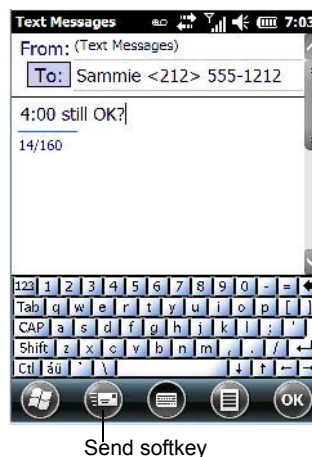 Text Messages 7:03
From: (Text Messages)
To: Sammie <212> 555-1212
4:00 still OK?
14/160
123 1 2 3 4 5 6 7 8 9 0 - =
Tab q w e r t y u i o p [ ]
CAP a s d f g h j k l ; '
Shift z x c v b n m , . /
Ctl áü ` \
OK
Send softkey